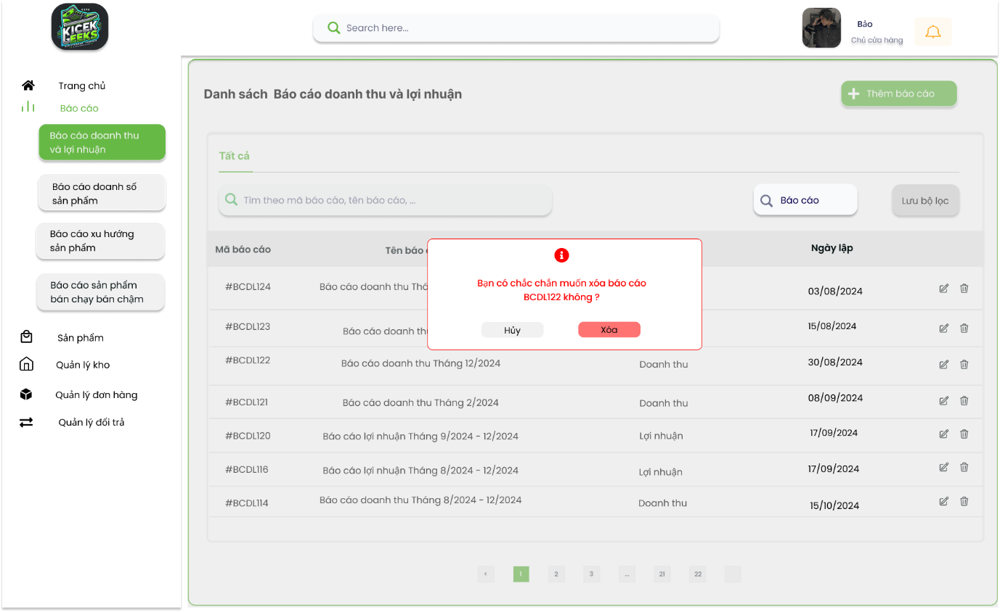 KICEK
GEEKS
Search here...
Bảo
Chủ cửa hàng
Trang chủ
Báo cáo
Báo cáo doanh thu
và lợi nhuận
Báo cáo doanh số
sản phẩm
Báo cáo xu hướng
sản phẩm
Báo cáo sản phẩm
bán chạy bán chậm
Sản phẩm
Quản lý kho
Quản lý đơn hàng
Quản lý đổi trả
Danh sách Báo cáo doanh thu và lợi nhuận
Thêm báo cáo
Tất cả
Tìm theo mã báo cáo, tên báo cáo, ...
Báo cáo
Lưu bộ lọc
Mã báo cáo Tên báo Ngày lập
#BCDL124 Báo cáo doanh thu 03/08/2024
#BCDL123 Báo cáo doanh 15/08/2024
Bạn có chắc chắn muốn xóa báo cáo
BCDL122 không ?
Hủy Xóa
#BCDL122 Báo cáo doanh thu Tháng 12/2024 Doanh thu 30/08/2024
#BCDL121 Báo cáo doanh thu Tháng 2/2024 Doanh thu 08/09/2024
#BCDL120 Báo cáo lợi nhuận Tháng 9/2024 - 12/2024 Lợi nhuận 17/09/2024
#BCDL116 Báo cáo lợi nhuận Tháng 8/2024 - 12/2024 Lợi nhuận 17/09/2024
#BCDL114 Báo cáo doanh thu Tháng 8/2024 - 12/2024 Doanh thu 15/10/2024
< 1 2 3 ... 21 22